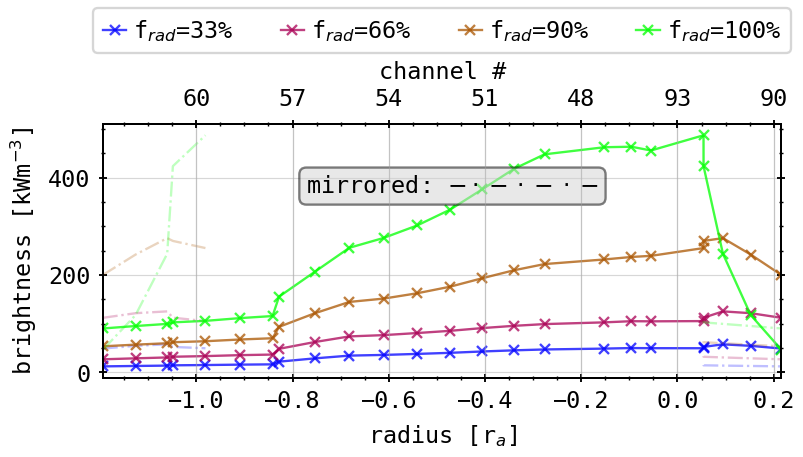 f_rad=33% f_rad=66% f_rad=90% f_rad=100%
channel #
60 57 54 51 48 93 90
brightness [kWm⁻³]
400
200
0
mirrored:
−1.0 −0.8 −0.6 −0.4 −0.2 0.0 0.2
radius [r_a]